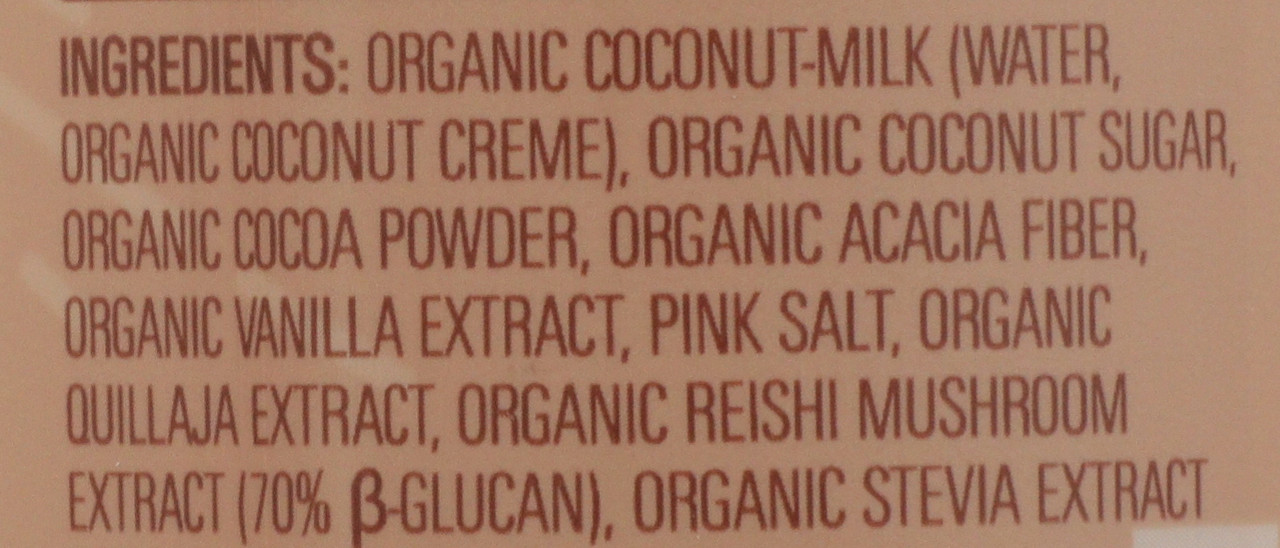 INGREDIENTS: ORGANIC COCONUT-MILK (WATER,
ORGANIC COCONUT CREME), ORGANIC COCONUT SUGAR,
ORGANIC COCOA POWDER, ORGANIC ACACIA FIBER,
ORGANIC VANILLA EXTRACT, PINK SALT, ORGANIC
QUILLAJA EXTRACT, ORGANIC REISHI MUSHROOM
EXTRACT (70% β-GLUCAN), ORGANIC STEVIA EXTRACT